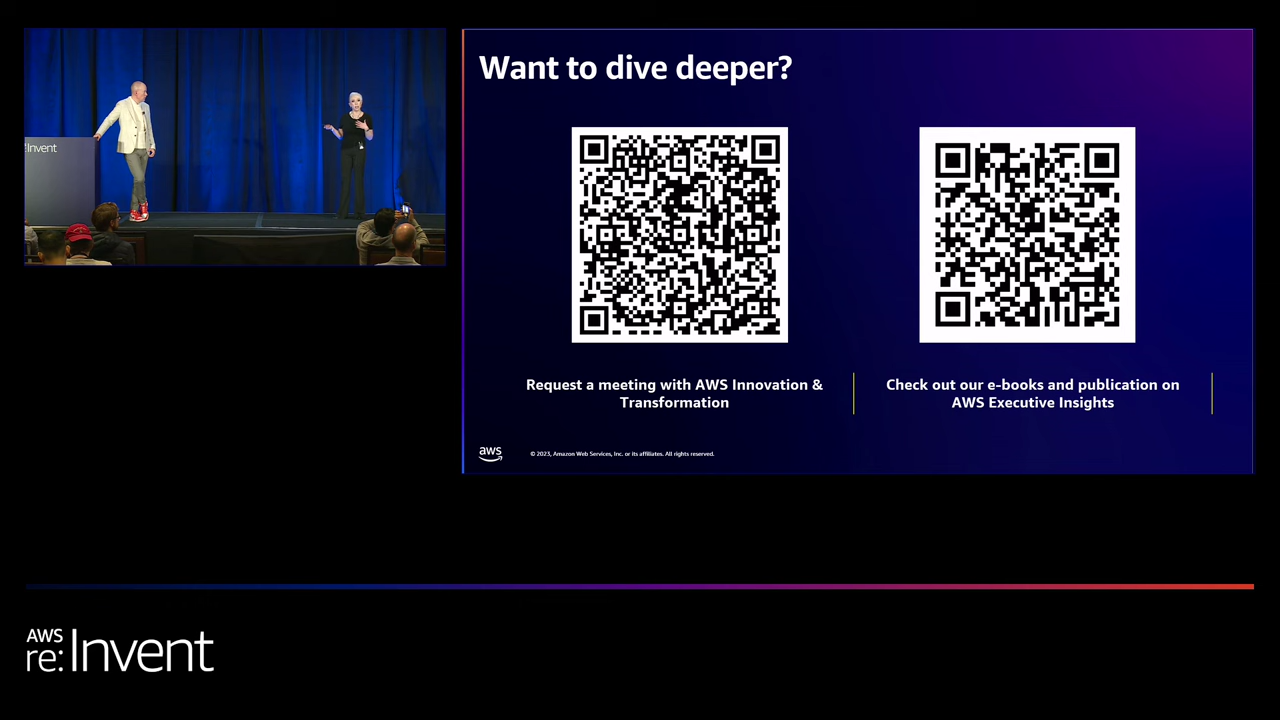 :Invent
Want to dive deeper?
Request a meeting with AWS Innovation &
Transformation
Check out our e-books and publication on
AWS Executive Insights
aws
© 2023, Amazon Web Services, Inc. or its affiliates. All rights reserved.
AWS
re:Invent